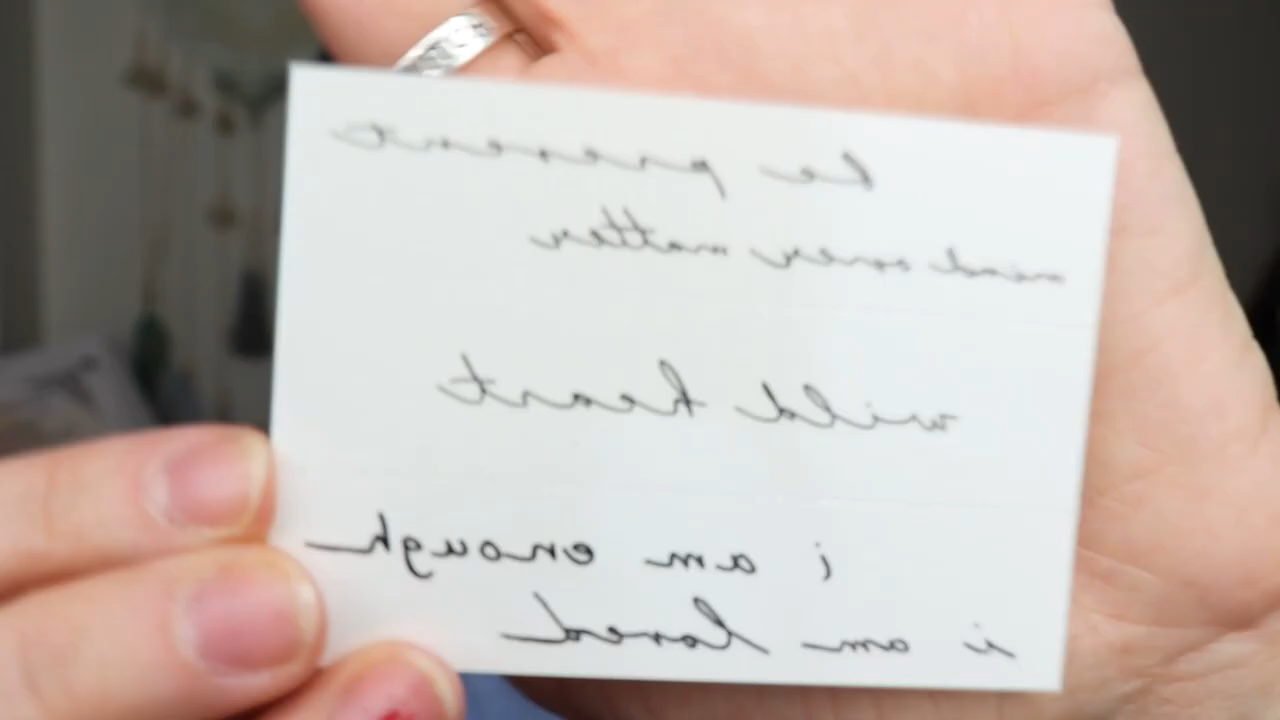 be present
mind over matter
wild heart
i am enough
i am loved